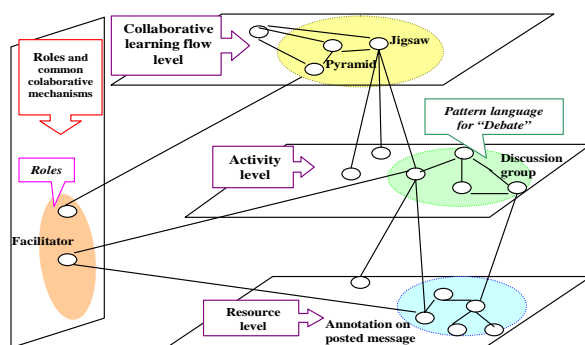 Collaborative
learning flow
level
Jigsaw
Pyramid
Roles and
common
colaborative
mechanisms
Pattern language
for “Debate”
Activity
level
Discussion
group
Roles
Facilitator
Resource
level
Annotation on
posted message